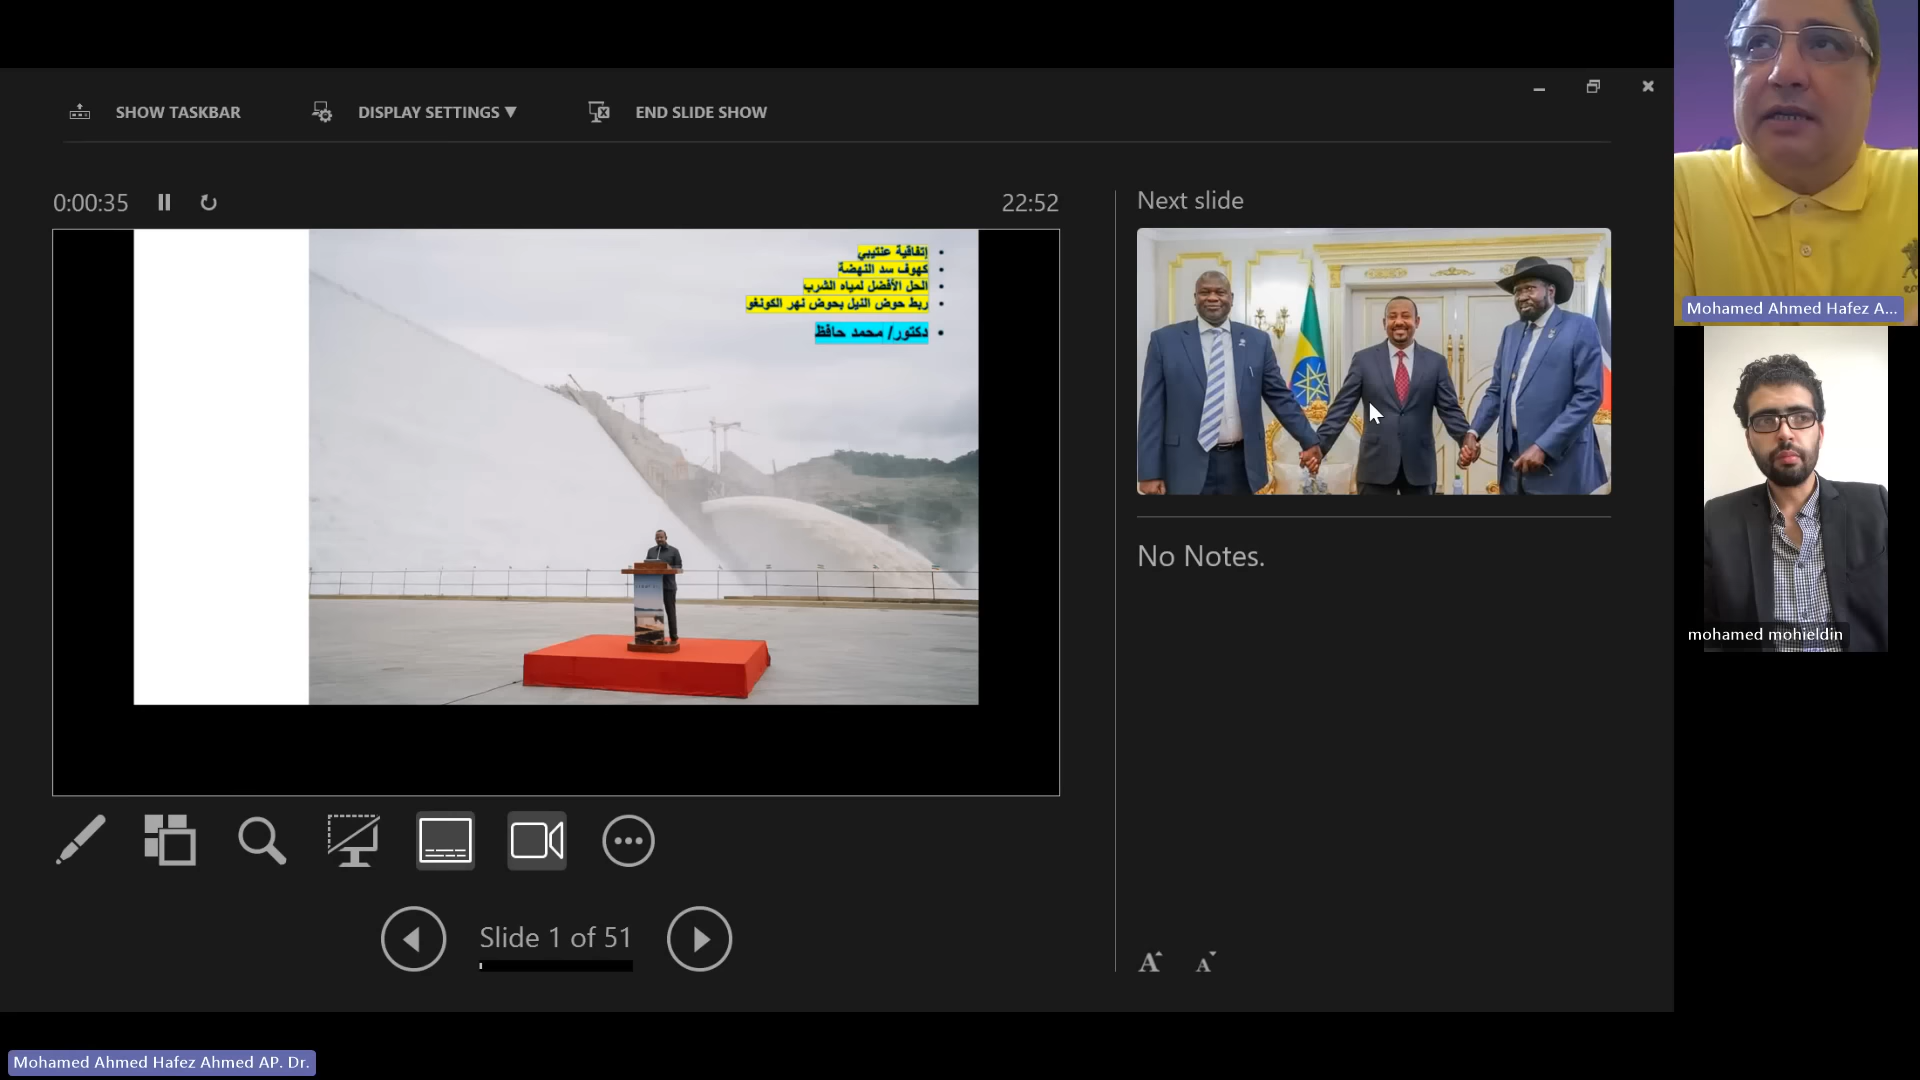 SHOW TASKBAR
DISPLAY SETTINGS ▼
END SLIDE SHOW
0:00:35
22:52
Next slide
إتفاقية عنتيبي
كهوف سد النهضة
الحل الأفضل لمياه الشرب
ربط حوض النيل بحوض نهر الكونغو
دكتور/ محمد حافظ
No Notes.
Slide 1 of 51
A A
Mohamed Ahmed Hafez A...
mohamed mohieldin
Mohamed Ahmed Hafez Ahmed AP. Dr.